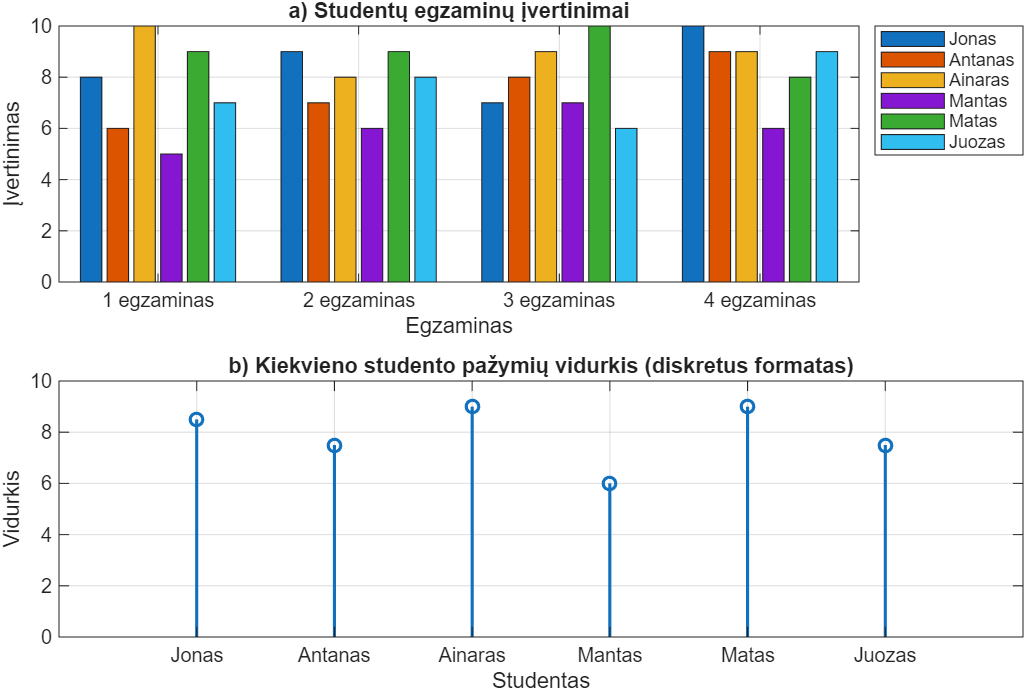 a) Studentų egzaminų įvertinimai
10
8
6
4
2
0
Įvertinimas
1 egzaminas 2 egzaminas 3 egzaminas 4 egzaminas
Egzaminas
Jonas
Antanas
Ainaras
Mantas
Matas
Juozas
b) Kiekvieno studento pažymių vidurkis (diskretus formatas)
10
8
6
4
2
0
Vidurkis
Jonas Antanas Ainaras Mantas Matas Juozas
Studentas